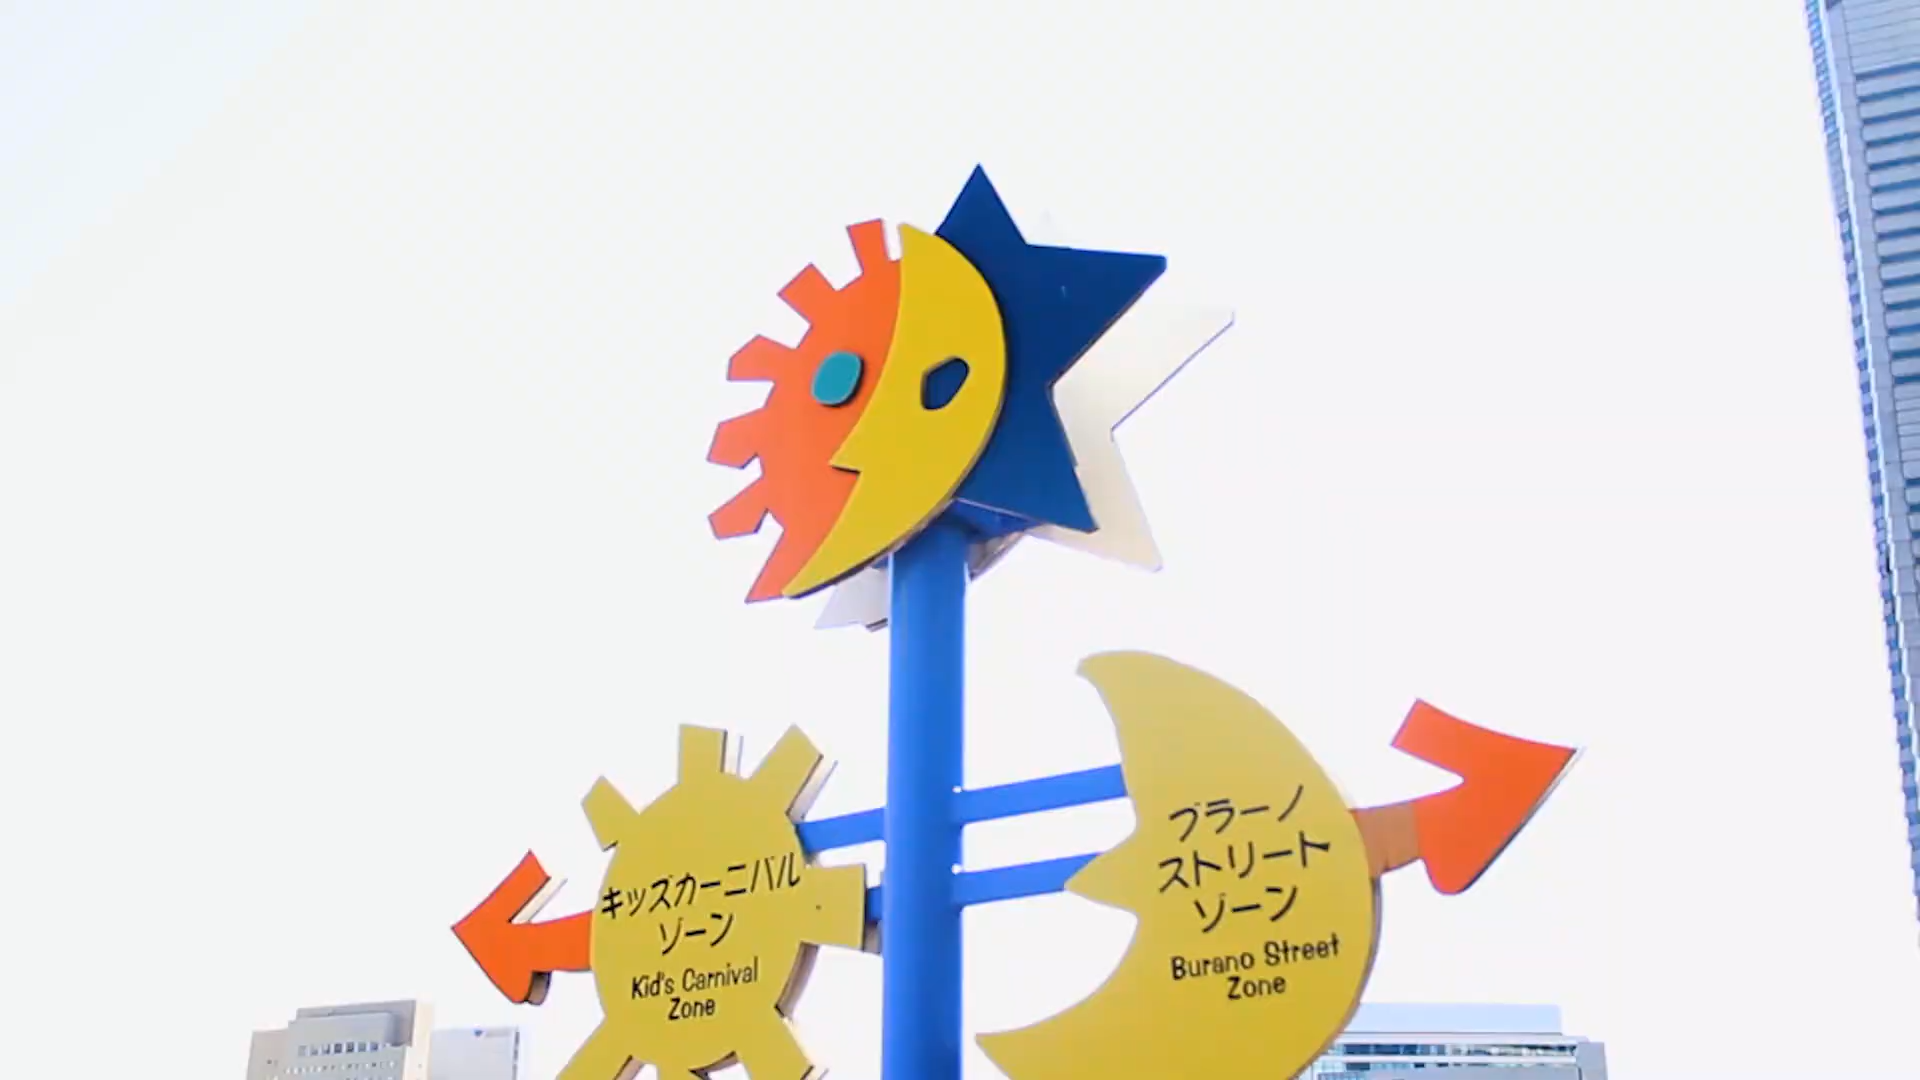 キッズカーニバル
ゾーン
Kid's Carnival
Zone
ブラーノ
ストリート
ゾーン
Burano Street
Zone